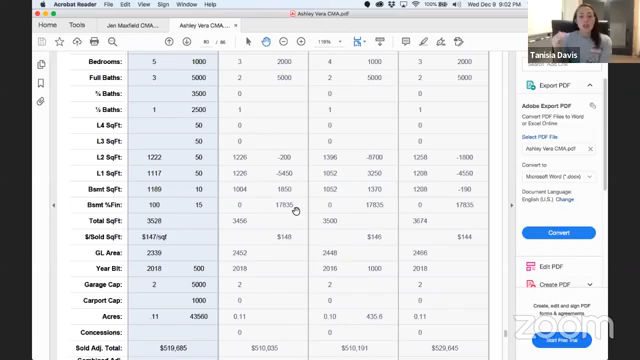 Acrobat Reader File Edit View Window Help
Wed Dec 9 9:02 PM
Ashley Vera CMA.pdf
Home Tools Jen Maxfield CMA.... Ashley Vera CMA.p...
80 / 86 116%
Tanisia Davis
Bedrooms: 5 1000 3 2000 4 1000 3 2000
Full Baths: 3 5000 2 5000 2 5000 2 5000
¾ Baths: 3500 0 0 0
½ Baths: 1 2500 1 1 1
L4 SqFt: 50 0 0 0
L3 SqFt: 50 0 0 0
L2 SqFt: 1222 50 1226 -200 1396 -8700 1258 -1800
L1 SqFt: 1117 50 1226 -5450 1052 3250 1208 -4550
Bsmt SqFt: 1189 10 1004 1850 1052 1370 1208 -190
Bsmt %Fin: 100 15 0 17835 0 17835 0 17835
Total SqFt: 3528 3456 3500 3674
$/Sold SqFt: $147/sqf $148 $146 $144
GL Area: 2339 2452 2448 2466
Year Blt: 2018 500 2018 2016 1000 2018
Garage Cap: 2 5000 2 2 2
Carport Cap: 1000 0 0 0
Acres: .11 43560 0.11 0.10 435.6 0.11
Concessions: 0 0 0
Sold Adj. Total: $519,685 $510,035 $510,191 $529,645
Combined Adj.
Export PDF
Adobe Export PDF
Convert PDF Files to Word or Excel Online
Select PDF File
Ashley Vera CMA.pdf
Convert to
Microsoft Word (*.docx)
Document Language:
English (U.S.) Change
Convert
Edit PDF
Create PDF
Create, edit and sign PDF forms & agreements
Start Free Trial
zoom